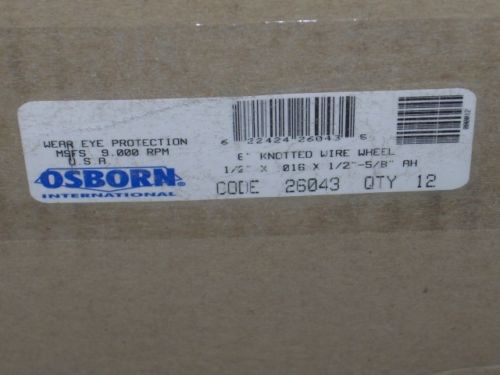 WEAR EYE PROTECTION
MSFS 9,000 RPM
U.S.A.
OSBORN
INTERNATIONAL
6 22424 26043 6
6" KNOTTED WIRE WHEEL
1/2" X .016 X 1/2"-5/8" AH
CODE 26043 QTY 12